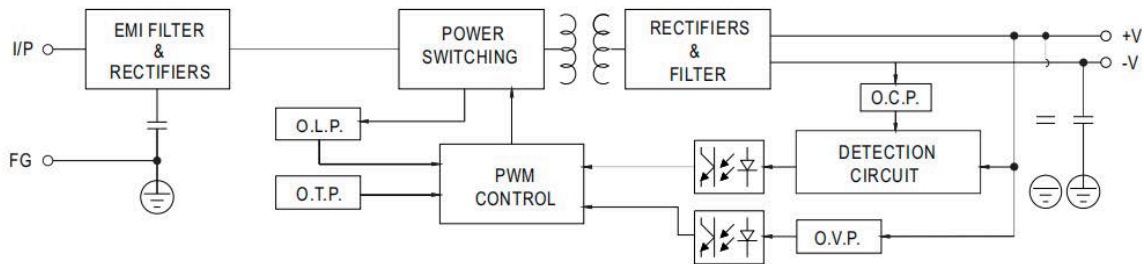 I/P
EMI FILTER
&
RECTIFIERS
POWER
SWITCHING
RECTIFIERS
&
FILTER
+V
-V
O.C.P.
O.L.P.
FG
PWM
CONTROL
DETECTION
CIRCUIT
O.T.P.
O.V.P.